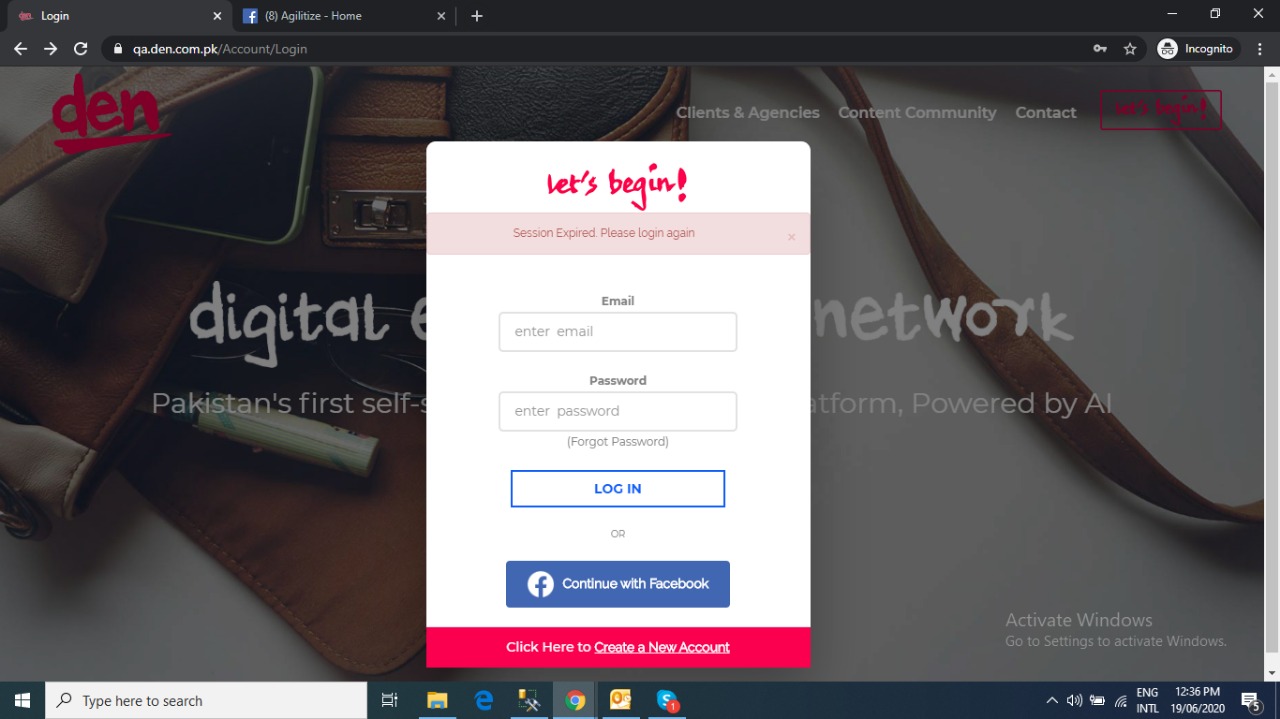 Login
(8) Agilitize - Home
qa.den.com.pk/Account/Login
Incognito
den
Clients & Agencies
Content Community
Contact
let's begin!
let's begin!
Session Expired. Please login again
×
digital e
network
Pakistan's first self-s
atform, Powered by AI
Email
enter email
Password
enter password
(Forgot Password)
LOG IN
OR
Continue with Facebook
Click Here to Create a New Account
Activate Windows
Go to Settings to activate Windows.
Type here to search
1
ENG
INTL
12:36 PM
19/06/2020
5